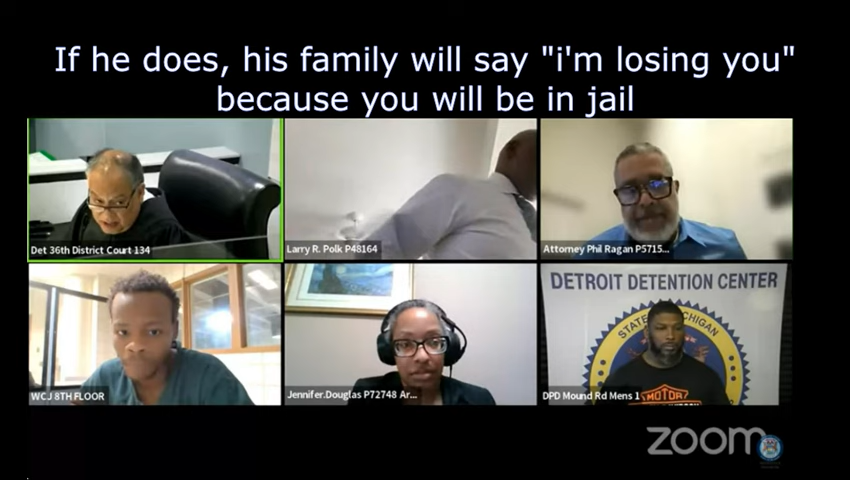 If he does, his family will say "i'm losing you"
because you will be in jail
Det 36th District Court 134
Larry R. Polk P48164
Attorney Phil Ragan P5715...
DETROIT DETENTION CENTER
STATE MICHIGAN
MOTOR
WCJ 8TH FLOOR
Jennifer.Douglas P72748 Ar...
DPD Mound Rd Mens 1
zoom